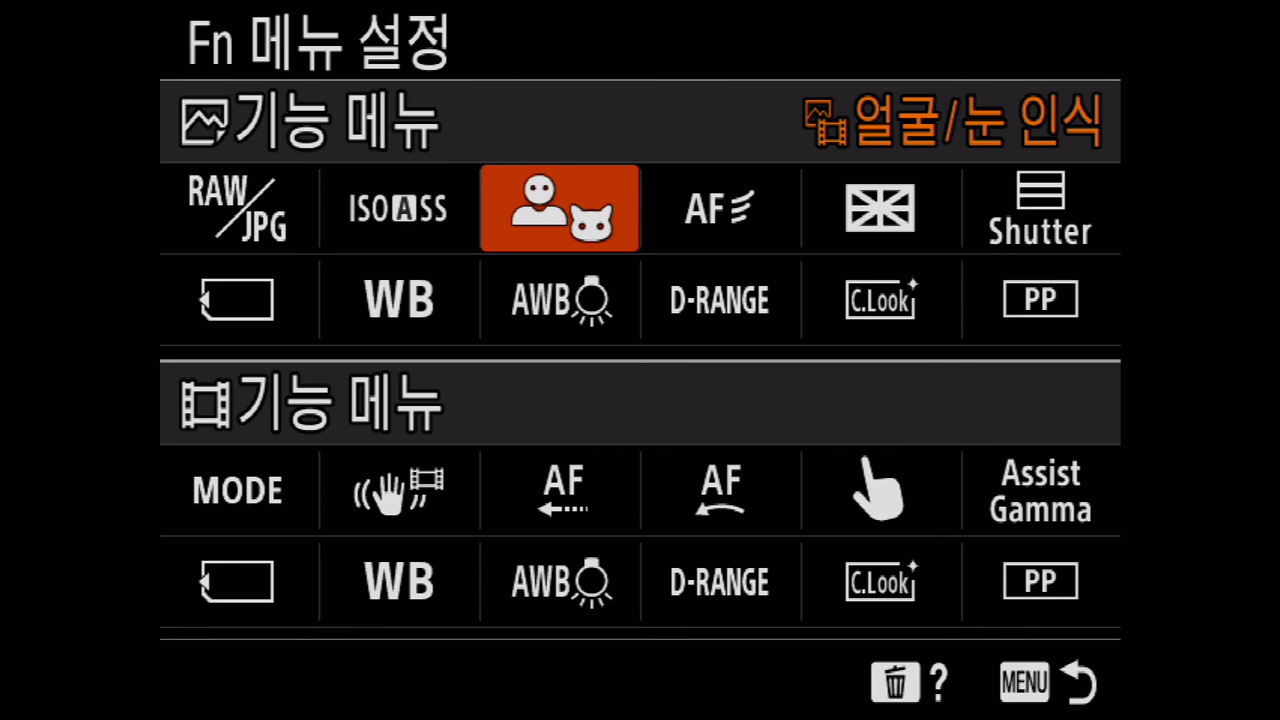 Fn 메뉴 설정
기능 메뉴 얼굴/눈 인식
RAW/JPG ISO A SS AF Shutter
WB AWB D-RANGE C.Look PP
기능 메뉴
MODE AF AF Assist Gamma
WB AWB D-RANGE C.Look PP
? MENU